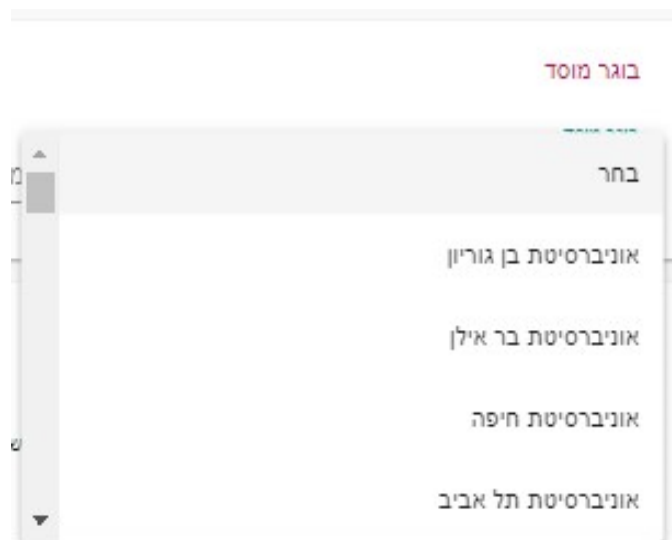 בוגר מוסד
בחר
אוניברסיטת בן גוריון
אוניברסיטת בר אילן
אוניברסיטת חיפה
אוניברסיטת תל אביב